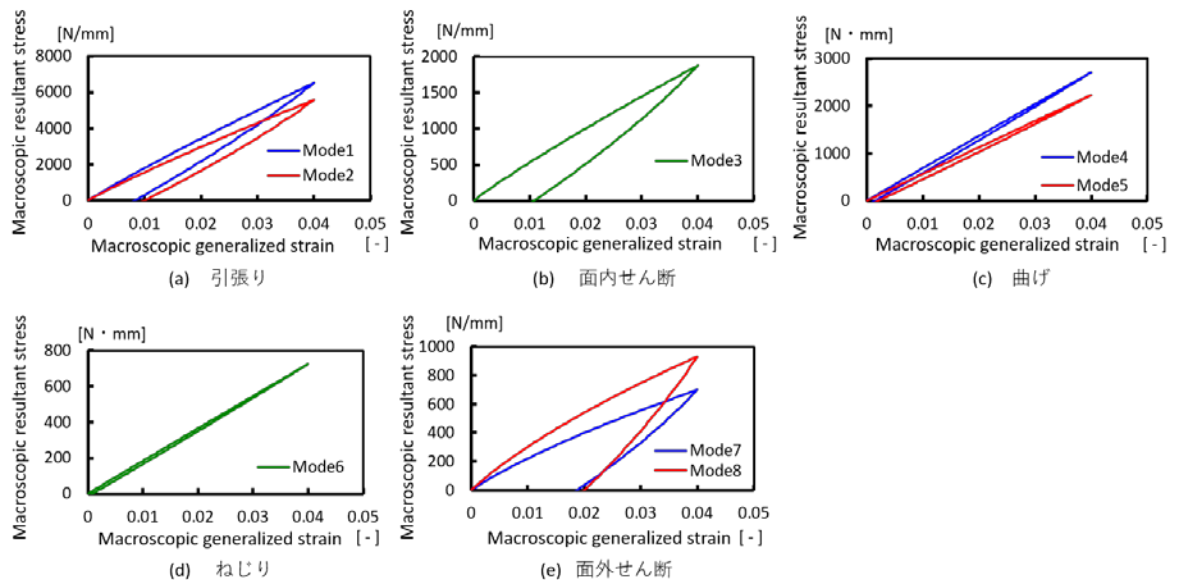 [N/mm]
Macroscopic resultant stress
8000
6000
4000
2000
0
Mode1
Mode2
0 0.01 0.02 0.03 0.04 0.05
Macroscopic generalized strain [-]
(a) 引張り
[N/mm]
Macroscopic resultant stress
2000
1500
1000
500
0
Mode3
0 0.01 0.02 0.03 0.04 0.05
Macroscopic generalized strain [-]
(b) 面内せん断
[N・mm]
Macroscopic resultant stress
3000
2000
1000
0
Mode4
Mode5
0 0.01 0.02 0.03 0.04 0.05
Macroscopic generalized strain [-]
(c) 曲げ
[N・mm]
Macroscopic resultant stress
800
600
400
200
0
Mode6
0 0.01 0.02 0.03 0.04 0.05
Macroscopic generalized strain [-]
(d) ねじり
[N/mm]
Macroscopic resultant stress
1000
800
600
400
200
0
Mode7
Mode8
0 0.01 0.02 0.03 0.04 0.05
Macroscopic generalized strain [-]
(e) 面外せん断